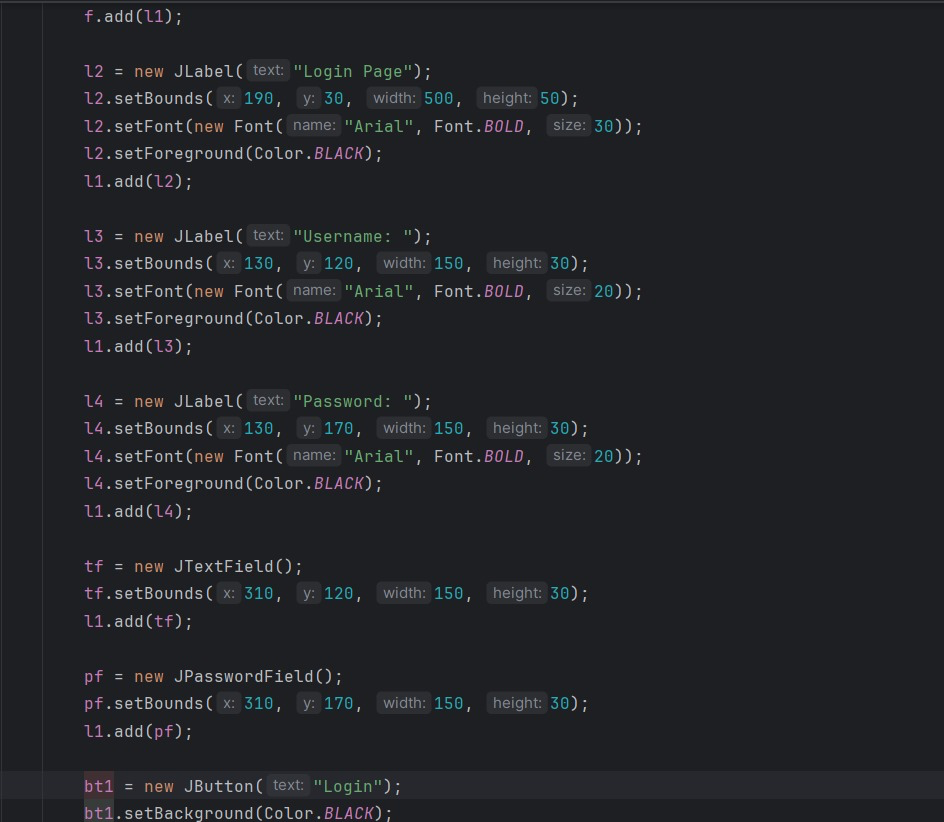 f.add(l1);
l2 = new JLabel( text: "Login Page");
l2.setBounds( x: 190, y: 30, width: 500, height: 50);
l2.setFont(new Font( name: "Arial", Font.BOLD, size: 30));
l2.setForeground(Color.BLACK);
l1.add(l2);
l3 = new JLabel( text: "Username: ");
l3.setBounds( x: 130, y: 120, width: 150, height: 30);
l3.setFont(new Font( name: "Arial", Font.BOLD, size: 20));
l3.setForeground(Color.BLACK);
l1.add(l3);
l4 = new JLabel( text: "Password: ");
l4.setBounds( x: 130, y: 170, width: 150, height: 30);
l4.setFont(new Font( name: "Arial", Font.BOLD, size: 20));
l4.setForeground(Color.BLACK);
l1.add(l4);
tf = new JTextField();
tf.setBounds( x: 310, y: 120, width: 150, height: 30);
l1.add(tf);
pf = new JPasswordField();
pf.setBounds( x: 310, y: 170, width: 150, height: 30);
l1.add(pf);
bt1 = new JButton( text: "Login");
bt1.setBackground(Color.BLACK);